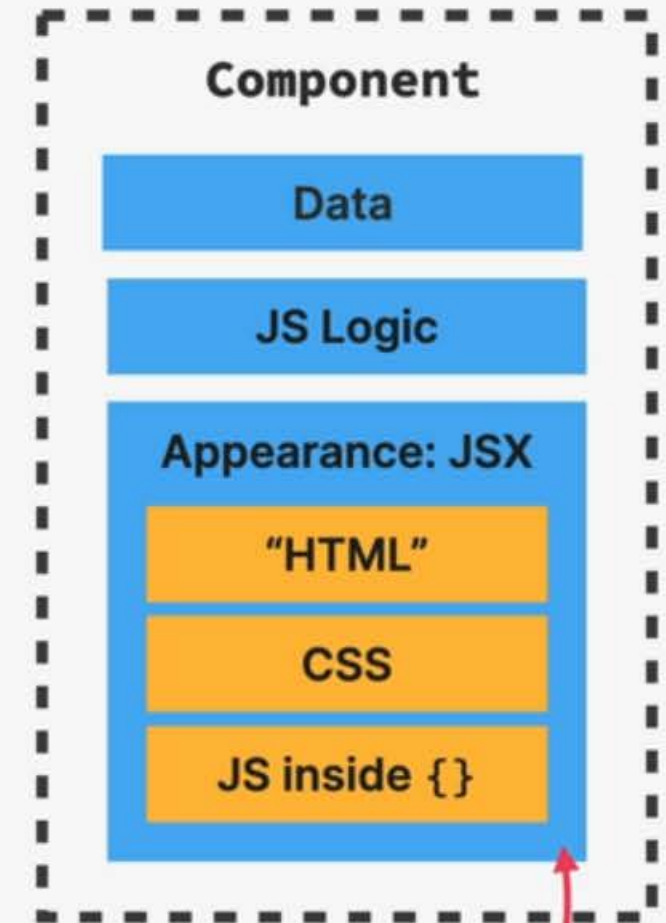 Component
Data
JS Logic
Appearance: JSX
“HTML”
CSS
JS inside {}